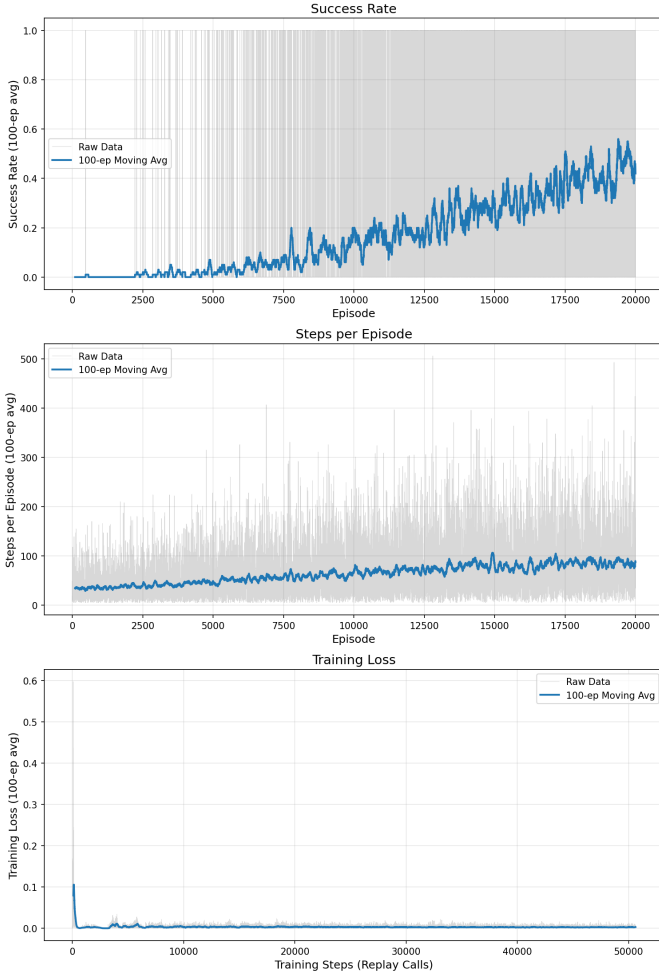 Success Rate
1.0
0.8
0.6
0.4
0.2
0.0
Success Rate (100-ep avg)
Raw Data
100-ep Moving Avg
0
2500
5000
7500
10000
12500
15000
17500
20000
Episode
Steps per Episode
500
400
300
200
100
0
Steps per Episode (100-ep avg)
Raw Data
100-ep Moving Avg
0
2500
5000
7500
10000
12500
15000
17500
20000
Episode
Training Loss
0.6
0.5
0.4
0.3
0.2
0.1
0.0
Training Loss (100-ep avg)
Raw Data
100-ep Moving Avg
0
10000
20000
30000
40000
50000
Training Steps (Replay Calls)